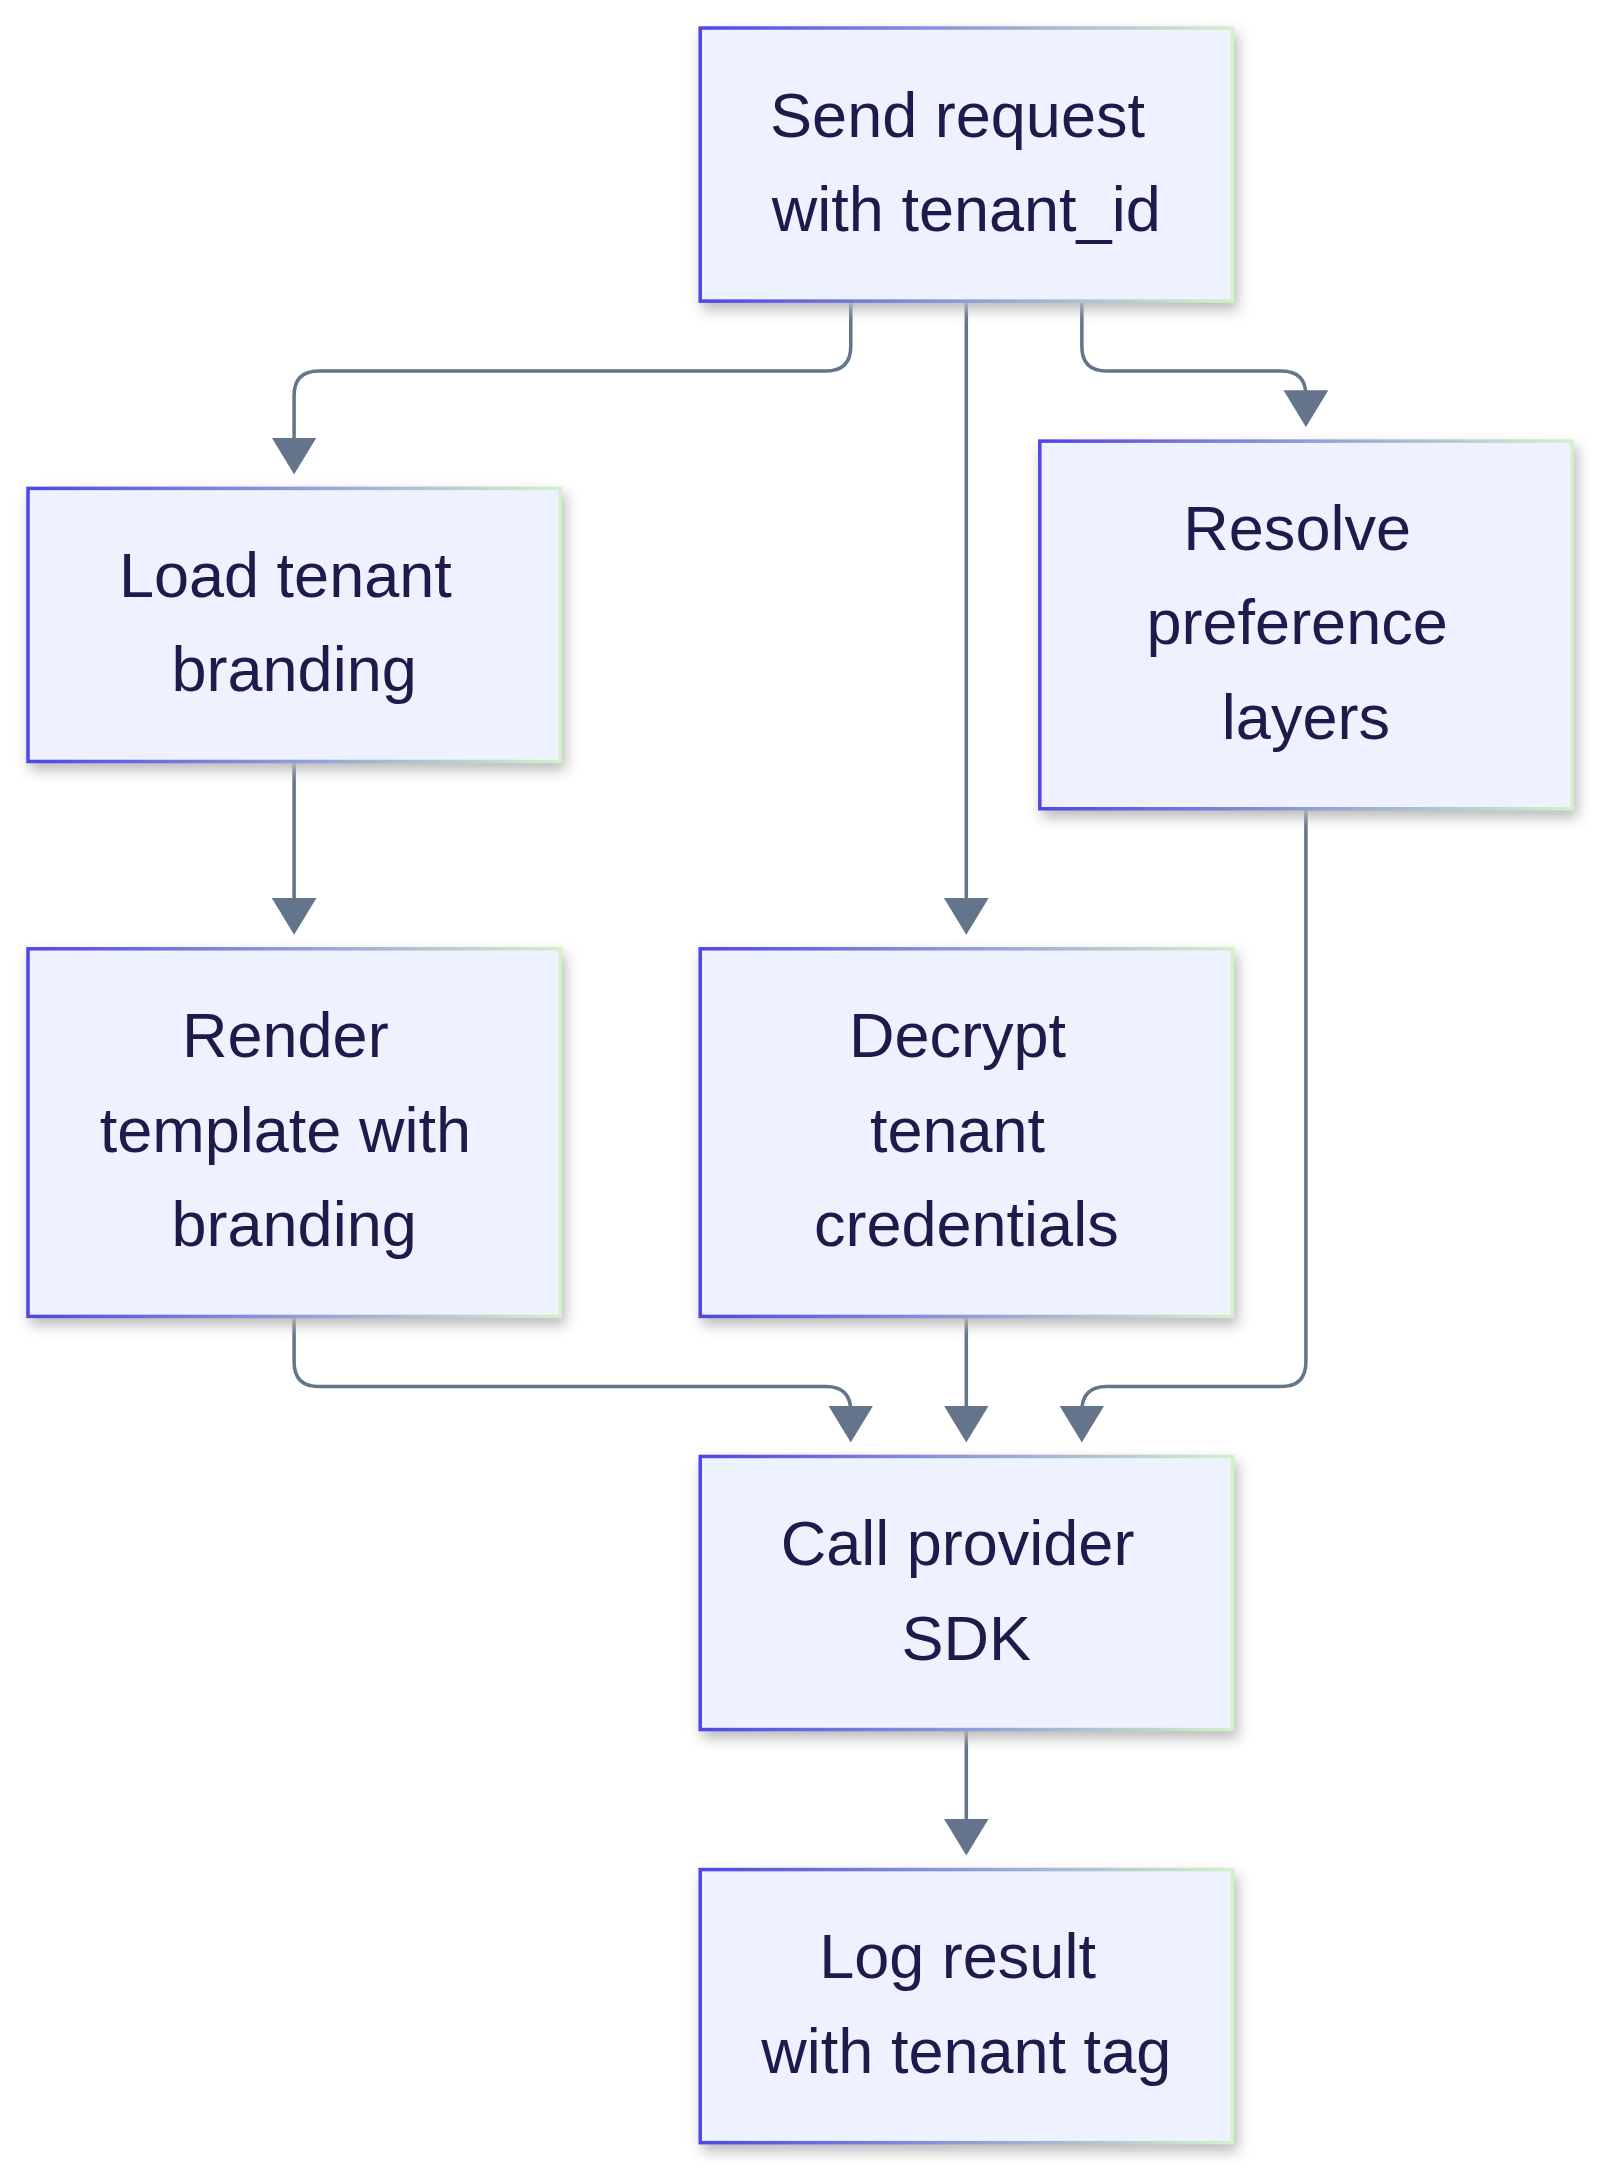 Send request
with tenant_id
Load tenant
branding
Resolve
preference
layers
Render
template with
branding
Decrypt
tenant
credentials
Call provider
SDK
Log result
with tenant tag